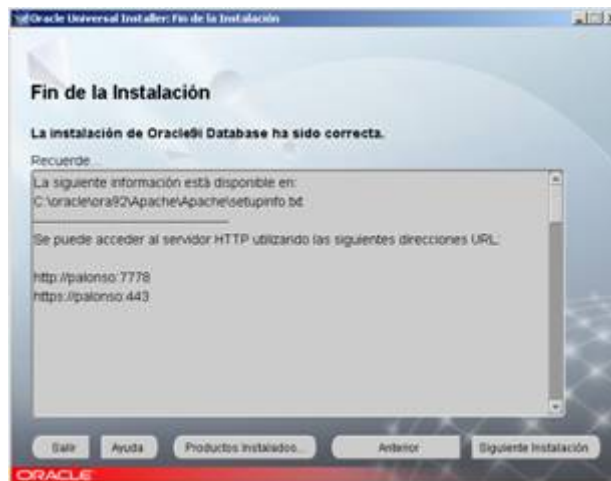 Oracle Universal Installer: Fin de la Instalación
Fin de la Instalación
La instalación de Oracle9i Database ha sido correcta.
Recuerde...
La siguiente información está disponible en:
C:\oracle\ora92\Apache\Apache\setupinfo.txt
Se puede acceder al servidor HTTP utilizando las siguientes direcciones URL:
http://palonso:7778
https://palonso:443
Salir Ayuda Productos Instalados... Anterior Siguiente Instalación
ORACLE